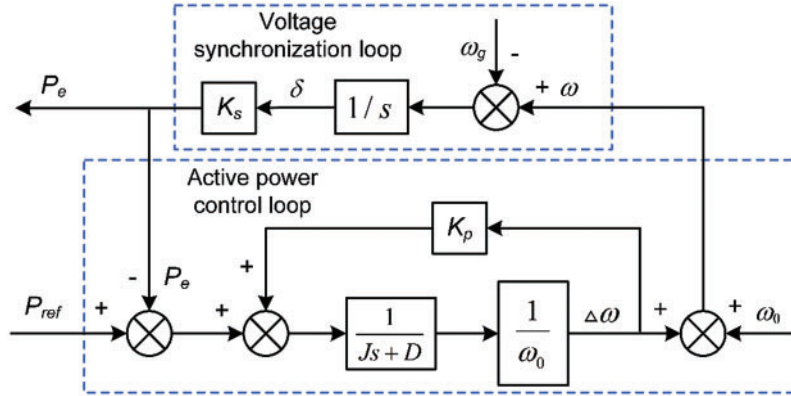 Voltage
synchronization loop
ω_g -
P_e
K_s
δ
1/s
+ ω
Active power
control loop
K_p
+
- P_e
P_ref + +
1
Js + D
1
ω_0
Δω + + ω_0